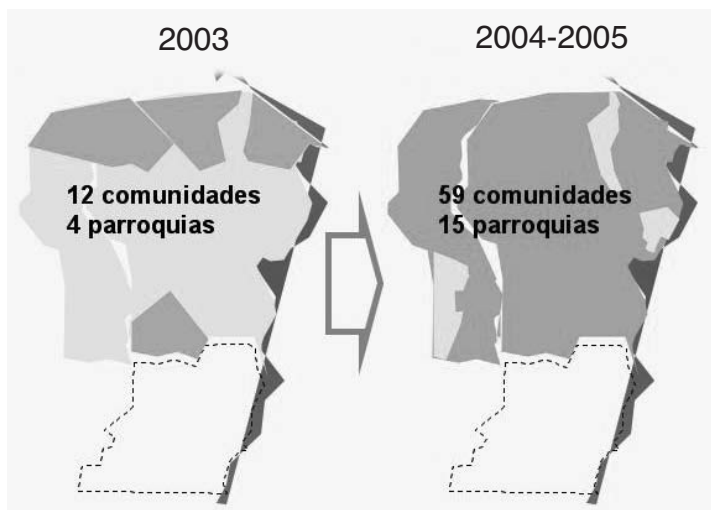 2003
2004-2005
12 comunidades
4 parroquias
59 comunidades
15 parroquias